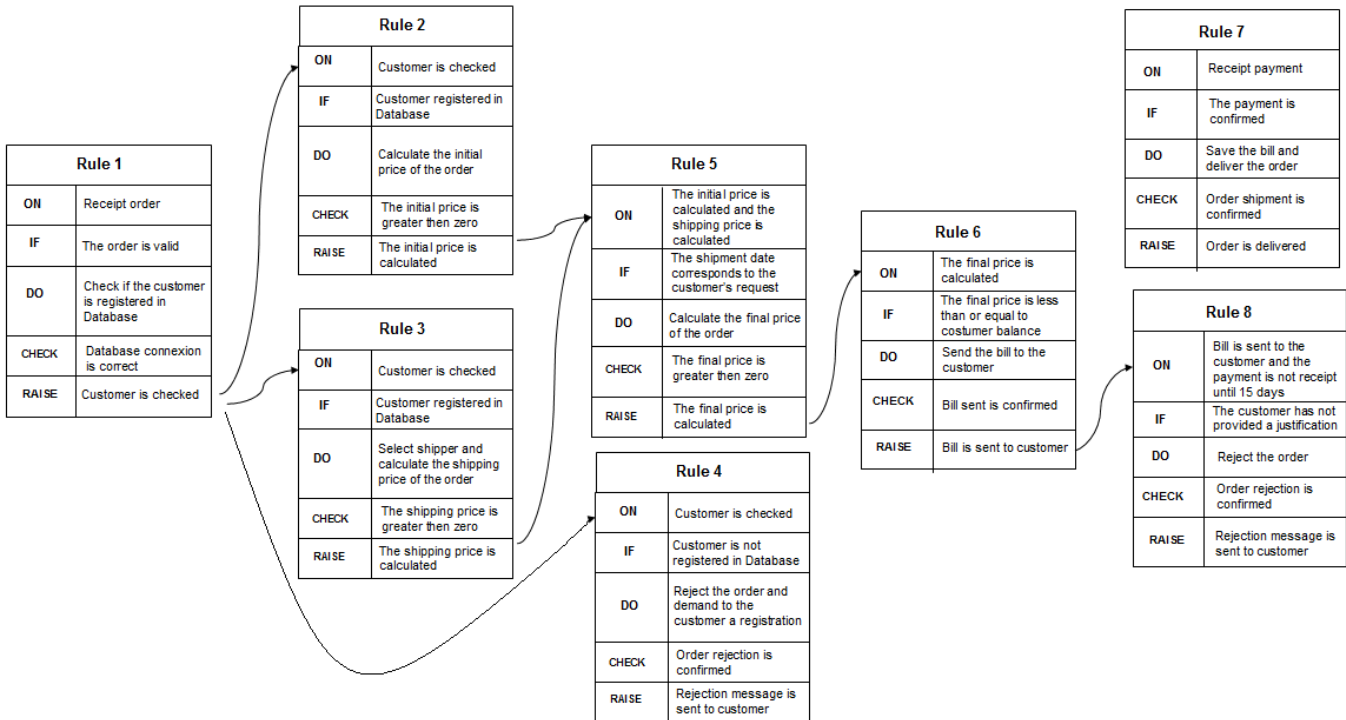 Rule 1
ON
Receipt order
IF
The order is valid
DO
Check if the customer
is registered in
Database
CHECK
Database connexion
is correct
RAISE
Customer is checked
Rule 2
ON
Customer is checked
IF
Customer registered in
Database
DO
Calculate the initial
price of the order
CHECK
The initial price is
greater then zero
RAISE
The initial price is
calculated
Rule 3
ON
Customer is checked
IF
Customer registered in
Database
DO
Select shipper and
calculate the shipping
price of the order
CHECK
The shipping price is
greater then zero
RAISE
The shipping price is
calculated
Rule 5
ON
The initial price is
calculated and the
shipping price is
calculated
IF
The shipment date
corresponds to the
customer's request
DO
Calculate the final price
of the order
CHECK
The final price is
greater then zero
RAISE
The final price is
calculated
Rule 4
ON
Customer is checked
IF
Customer is not
registered in Database
DO
Reject the order and
demand to the
customer a registration
CHECK
Order rejection is
confirmed
RAISE
Rejection message is
sent to customer
Rule 6
ON
The final price is
calculated
IF
The final price is less
than or equal to
costumer balance
DO
Send the bill to the
customer
CHECK
Bill sent is confirmed
RAISE
Bill is sent to customer
Rule 7
ON
Receipt payment
IF
The payment is
confirmed
DO
Save the bill and
deliver the order
CHECK
Order shipment is
confirmed
RAISE
Order is delivered
Rule 8
ON
Bill is sent to the
customer and the
payment is not receipt
until 15 days
IF
The customer has not
provided a justification
DO
Reject the order
CHECK
Order rejection is
confirmed
RAISE
Rejection message is
sent to customer